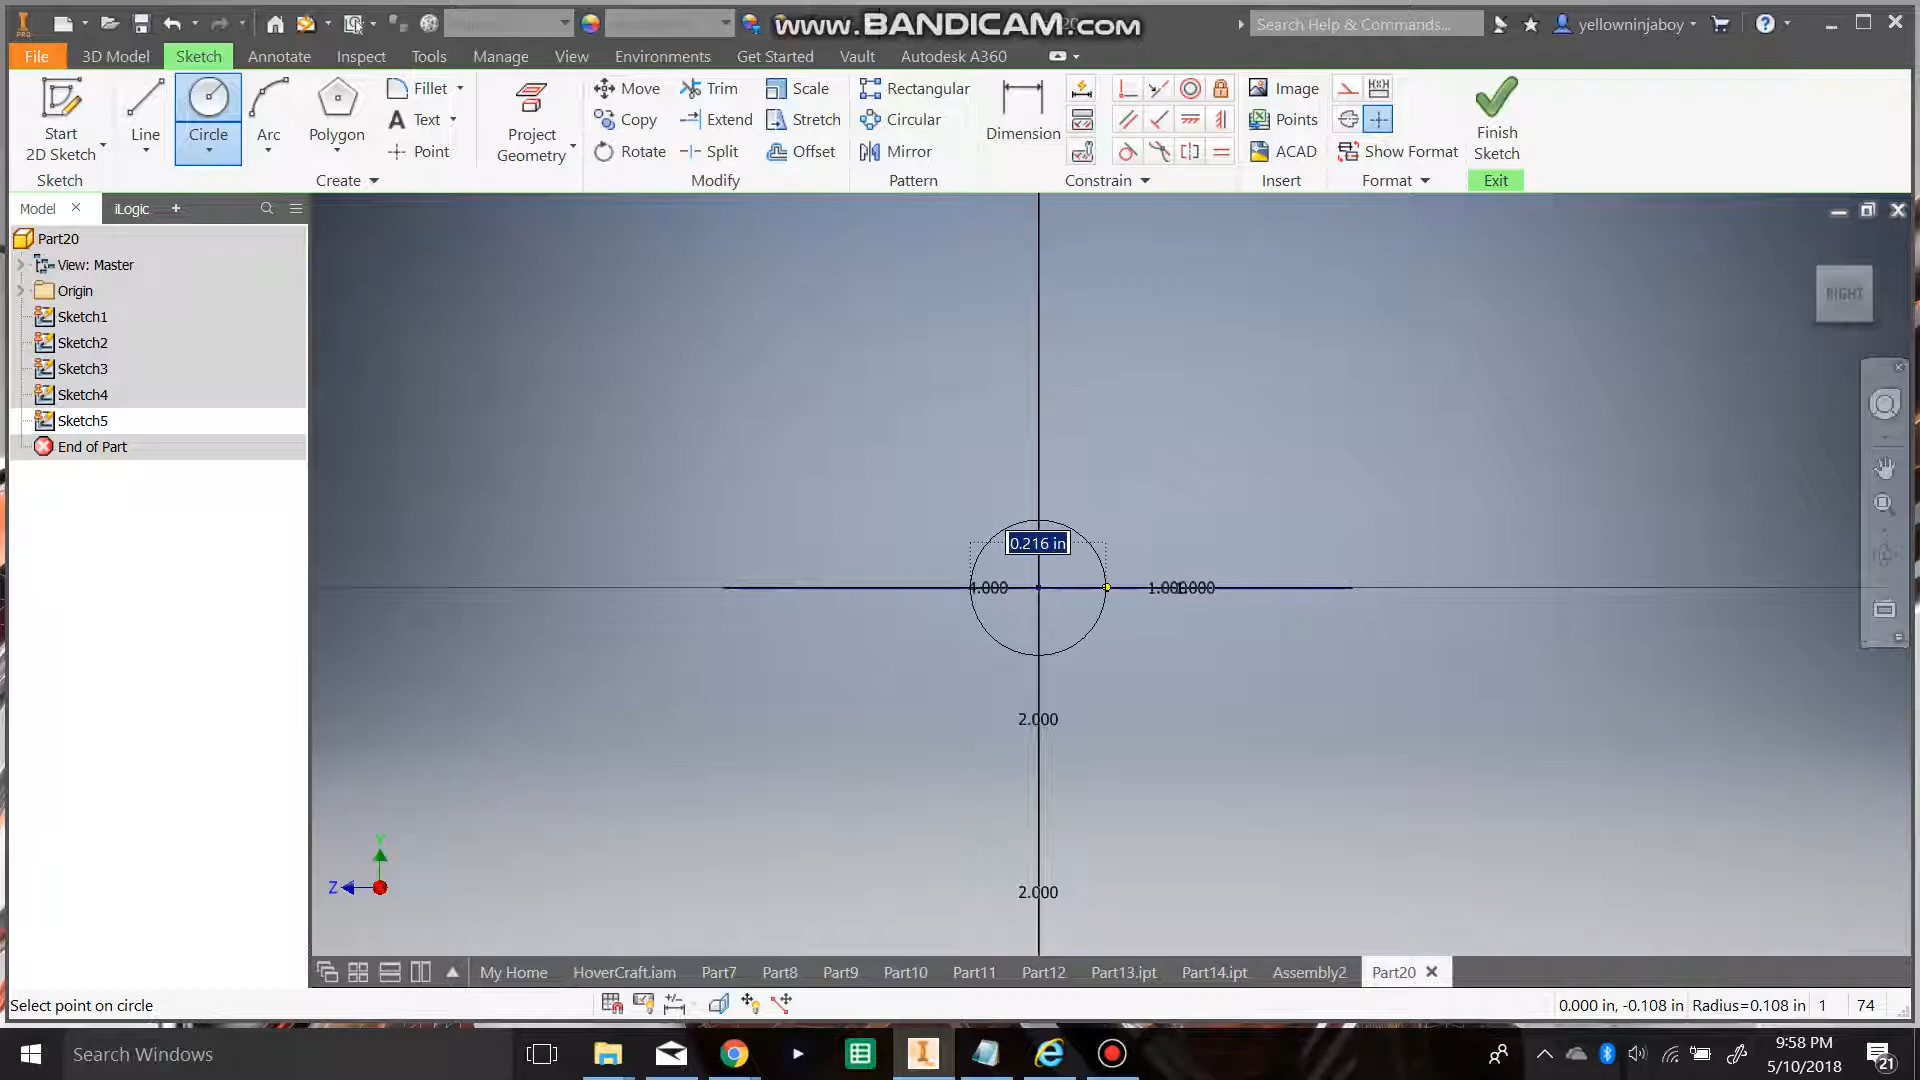 PRO
www.BANDICAM.com
Search Help & Commands...
yellowninjaboy
File
3D Model
Sketch
Annotate
Inspect
Tools
Manage
View
Environments
Get Started
Vault
Autodesk A360
Start
2D Sketch
Line
Circle
Arc
Polygon
Fillet
Text
Point
Project
Geometry
Move
Trim
Scale
Copy
Extend
Stretch
Rotate
Split
Offset
Rectangular
Circular
Mirror
Dimension
Image
Points
ACAD
Show Format
Finish
Sketch
Sketch
Create
Modify
Pattern
Constrain
Insert
Format
Exit
Model
iLogic
Part20
View: Master
Origin
Sketch1
Sketch2
Sketch3
Sketch4
Sketch5
End of Part
RIGHT
0.216 in
2.000
2.000
Y
Z
My Home
HoverCraft.iam
Part7
Part8
Part9
Part10
Part11
Part12
Part13.ipt
Part14.ipt
Assembly2
Part20
Select point on circle
0.000 in, -0.108 in
Radius=0.108 in
1
74
Search Windows
9:58 PM
5/10/2018
21